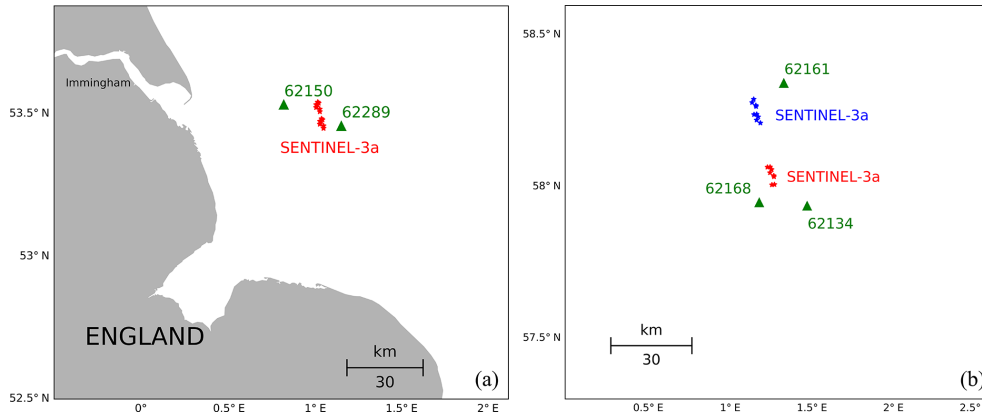 Immingham
62150
62289
SENTINEL-3a
ENGLAND
km
30
(a)
53.5° N
53° N
52.5° N
0°
0.5° E
1° E
1.5° E
2° E
58.5° N
58° N
57.5° N
62161
SENTINEL-3a
SENTINEL-3a
62168
62134
km
30
(b)
0.5° E
1° E
1.5° E
2° E
2.5°